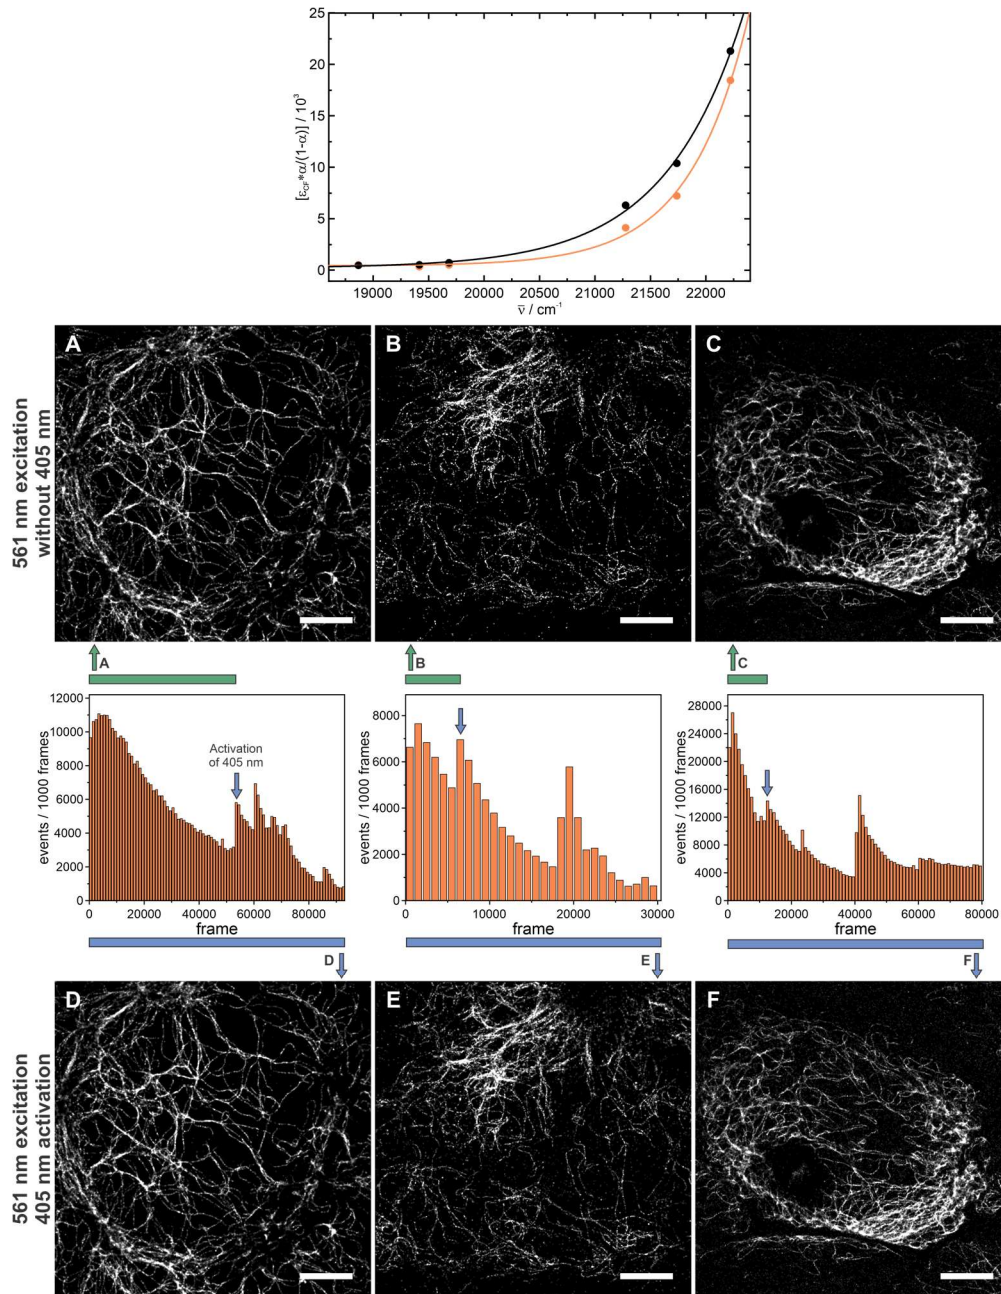 25
20
15
10
5
0
[ε_CF*α/(1-α)] / 10³
19000 19500 20000 20500 21000 21500 22000
ν̅ / cm⁻¹
561 nm excitation
without 405 nm
A
B
C
A
B
C
12000
10000
8000
6000
4000
2000
0
events / 1000 frames
Activation
of 405 nm
0 20000 40000 60000 80000
frame
8000
6000
4000
2000
0
events / 1000 frames
0 10000 20000 30000
frame
28000
24000
20000
16000
12000
8000
4000
0
events / 1000 frames
0 20000 40000 60000 80000
frame
D
E
F
561 nm excitation
405 nm activation
D
E
F